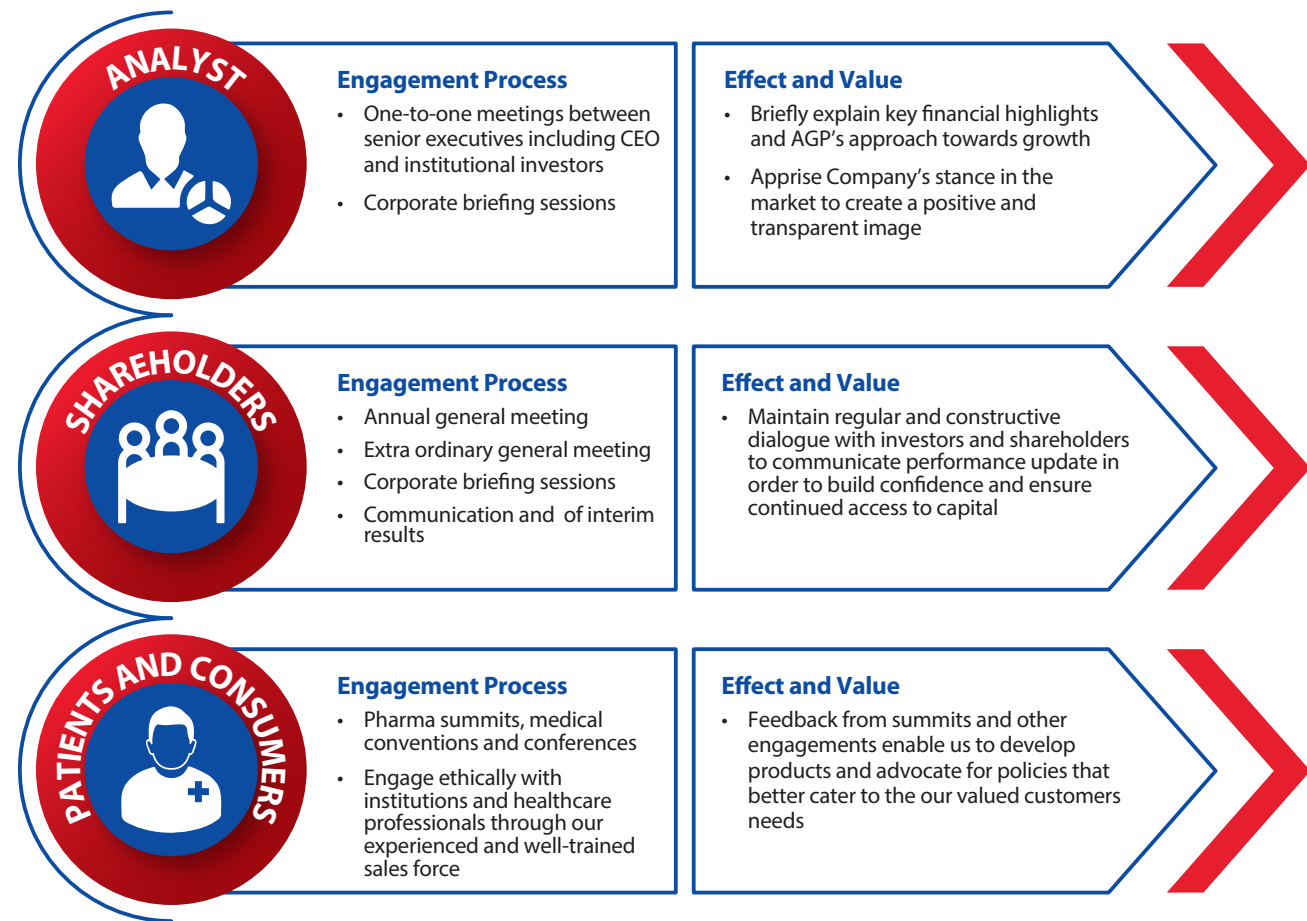 ANALYST
Engagement Process
• One-to-one meetings between
senior executives including CEO
and institutional investors
• Corporate briefing sessions
Effect and Value
• Briefly explain key financial highlights
and AGP's approach towards growth
• Apprise Company's stance in the
market to create a positive and
transparent image
SHAREHOLDERS
Engagement Process
• Annual general meeting
• Extra ordinary general meeting
• Corporate briefing sessions
• Communication and of interim
results
Effect and Value
• Maintain regular and constructive
dialogue with investors and shareholders
to communicate performance update in
order to build confidence and ensure
continued access to capital
PATIENTS AND CONSUMERS
Engagement Process
• Pharma summits, medical
conventions and conferences
• Engage ethically with
institutions and healthcare
professionals through our
experienced and well-trained
sales force
Effect and Value
• Feedback from summits and other
engagements enable us to develop
products and advocate for policies that
better cater to the our valued customers
needs